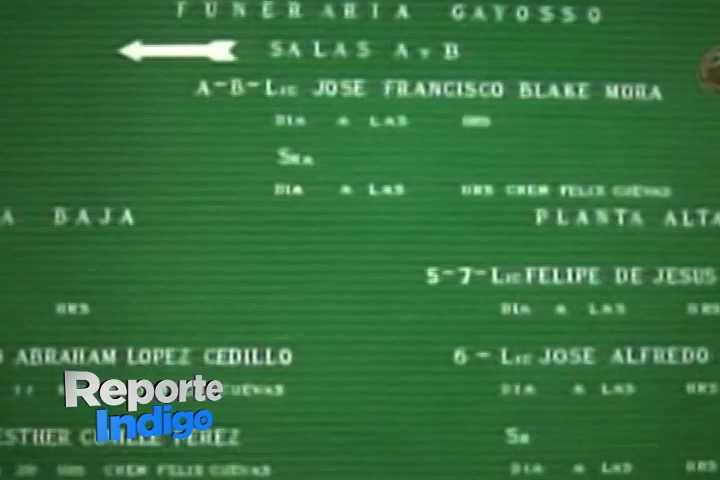 FUNERARIA GAYOSSO
SALAS A Y B
A-B-LIC JOSE FRANCISCO BLAKE MORA
DIA A LAS HRS
SRA
DIA A LAS HRS CREM FELIX CUEVAS
A BAJA
PLANTA ALTA
5-7-LIC FELIPE DE JESUS
HRS
DIA A LAS HRS
O ABRAHAM LOPEZ CEDILLO
6-LIC JOSE ALFREDO
CUEVAS
DIA A LAS HRS
Reporte
Indigo
ESTHER PEREZ
SR
20 HRS CREM FELIX CUEVAS
DIA A LAS HRS